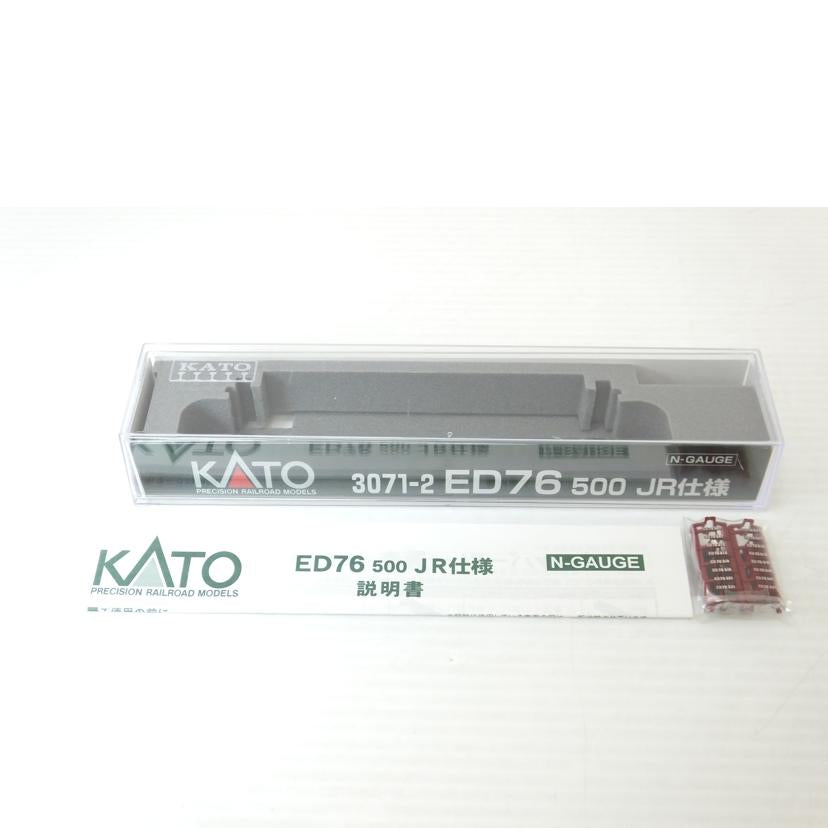 KATO
KATO
PRECISION RAILROAD MODELS
3071-2 ED76 500 JR仕様
N-GAUGE
KATO
PRECISION RAILROAD MODELS
ED76 500 JR仕様
説明書
N-GAUGE